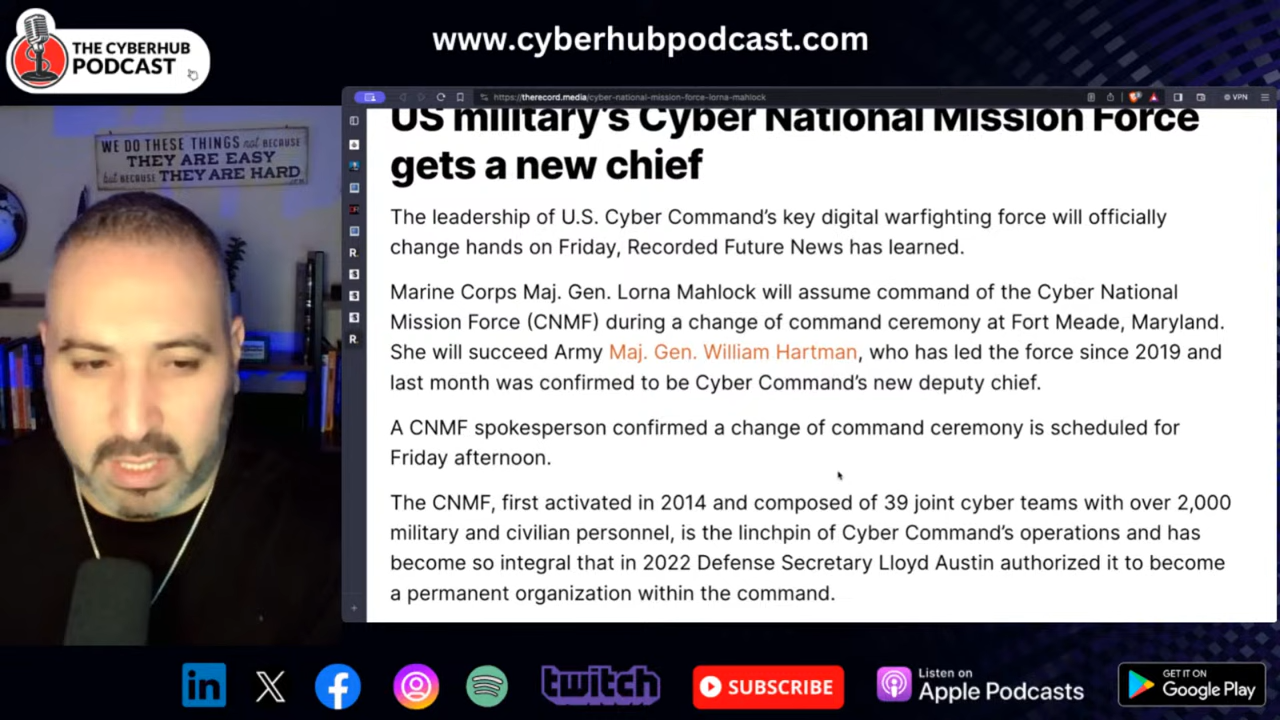 www.cyberhubpodcast.com
THE CYBERHUB
PODCAST
WE DO THESE THINGS not BECAUSE
THEY ARE EASY
but BECAUSE THEY ARE HARD
https://therecord.media/cyber-national-mission-force-lorna-mahlock
VPN
US military's Cyber National Mission Force
gets a new chief
The leadership of U.S. Cyber Command's key digital warfighting force will officially
change hands on Friday, Recorded Future News has learned.
Marine Corps Maj. Gen. Lorna Mahlock will assume command of the Cyber National
Mission Force (CNMF) during a change of command ceremony at Fort Meade, Maryland.
She will succeed Army Maj. Gen. William Hartman, who has led the force since 2019 and
last month was confirmed to be Cyber Command's new deputy chief.
A CNMF spokesperson confirmed a change of command ceremony is scheduled for
Friday afternoon.
The CNMF, first activated in 2014 and composed of 39 joint cyber teams with over 2,000
military and civilian personnel, is the linchpin of Cyber Command's operations and has
become so integral that in 2022 Defense Secretary Lloyd Austin authorized it to become
a permanent organization within the command.
R.
R.
in
X
f
twitch
SUBSCRIBE
Listen on
Apple Podcasts
GET IT ON
Google Play